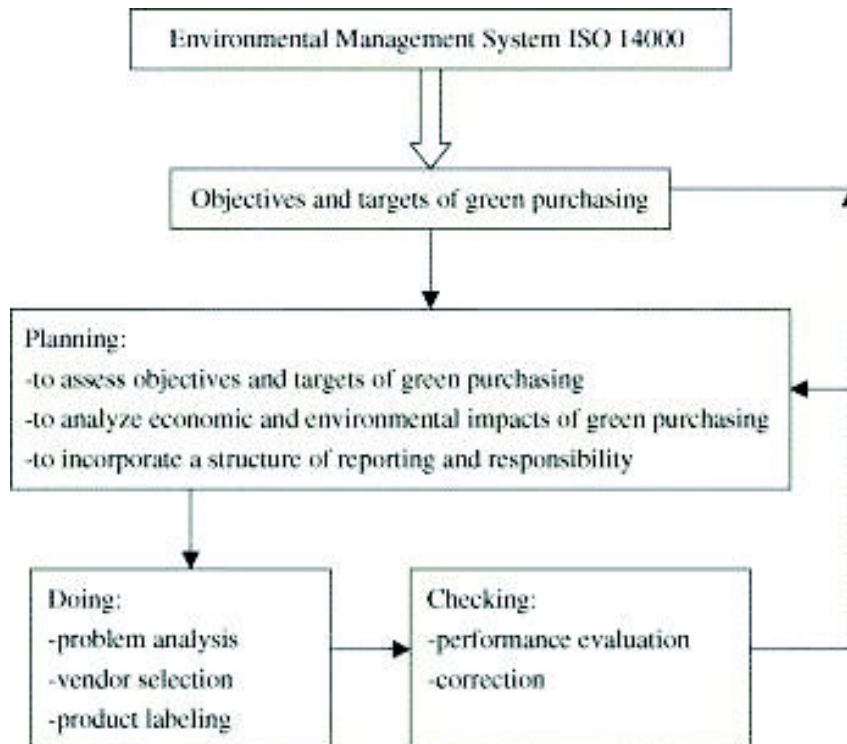 Environmental Management System ISO 14000
Objectives and targets of green purchasing
Planning:
-to assess objectives and targets of green purchasing
-to analyze economic and environmental impacts of green purchasing
-to incorporate a structure of reporting and responsibility
Doing:
-problem analysis
-vendor selection
-product labeling
Checking:
-performance evaluation
-correction